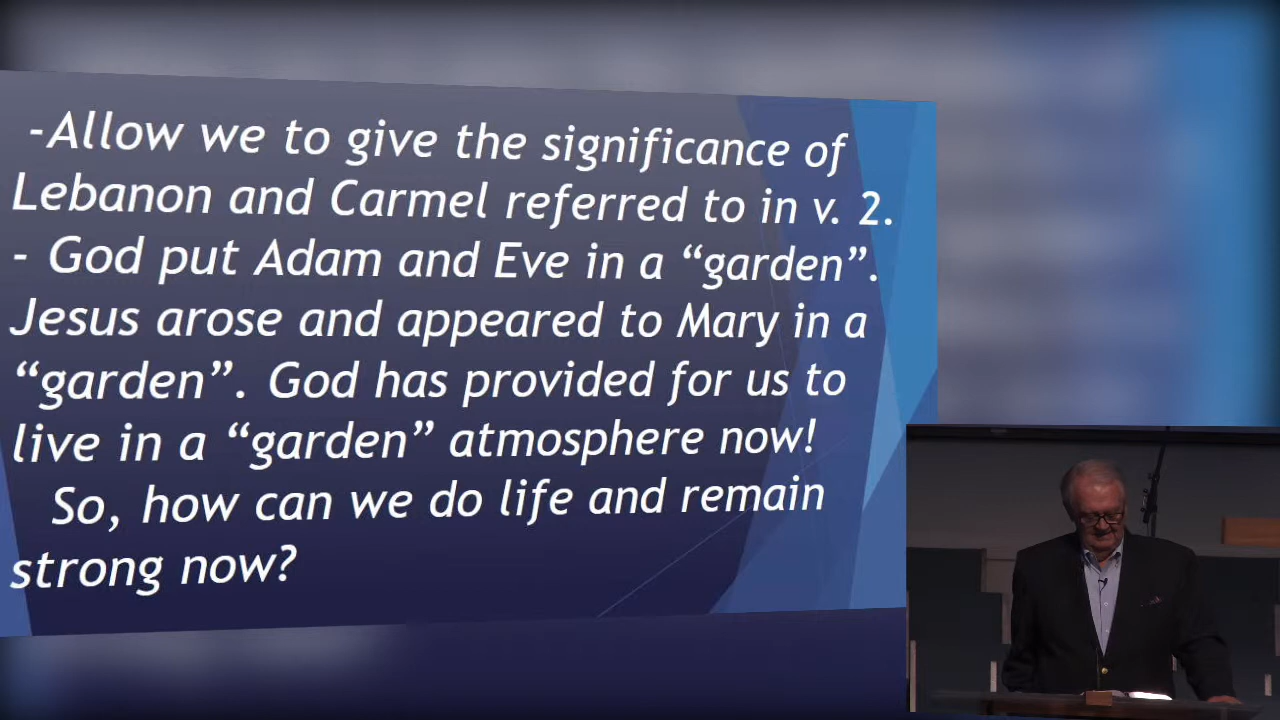 -Allow we to give the significance of
Lebanon and Carmel referred to in v. 2.
- God put Adam and Eve in a “garden”.
Jesus arose and appeared to Mary in a
“garden”. God has provided for us to
live in a “garden” atmosphere now!
So, how can we do life and remain
strong now?